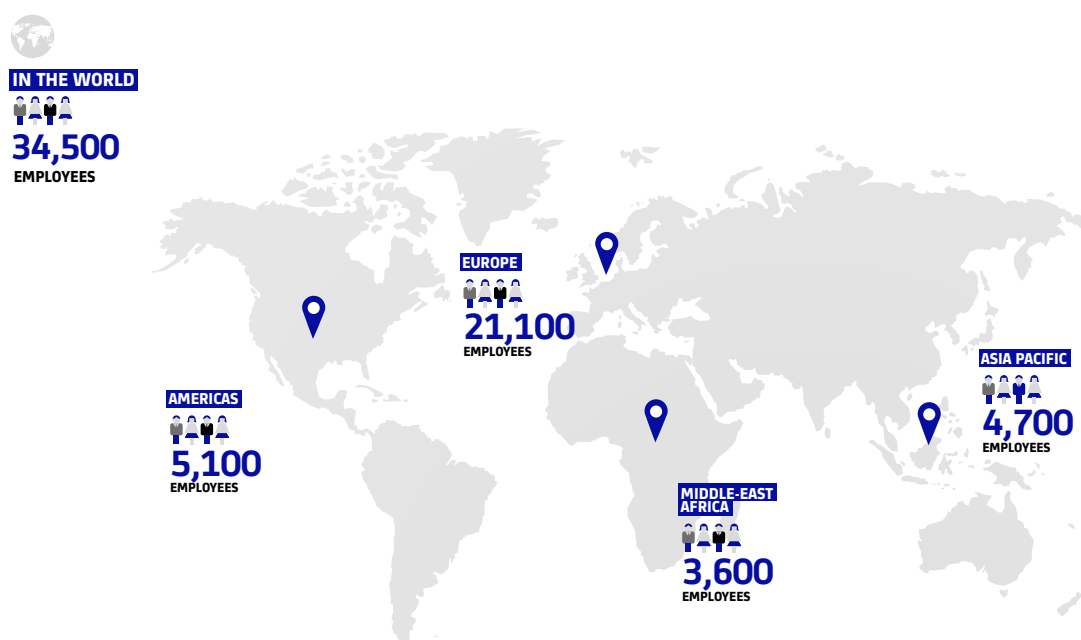 IN THE WORLD
34,500
EMPLOYEES
EUROPE
21,100
EMPLOYEES
ASIA PACIFIC
4,700
EMPLOYEES
AMERICAS
5,100
EMPLOYEES
MIDDLE-EAST
AFRICA
3,600
EMPLOYEES